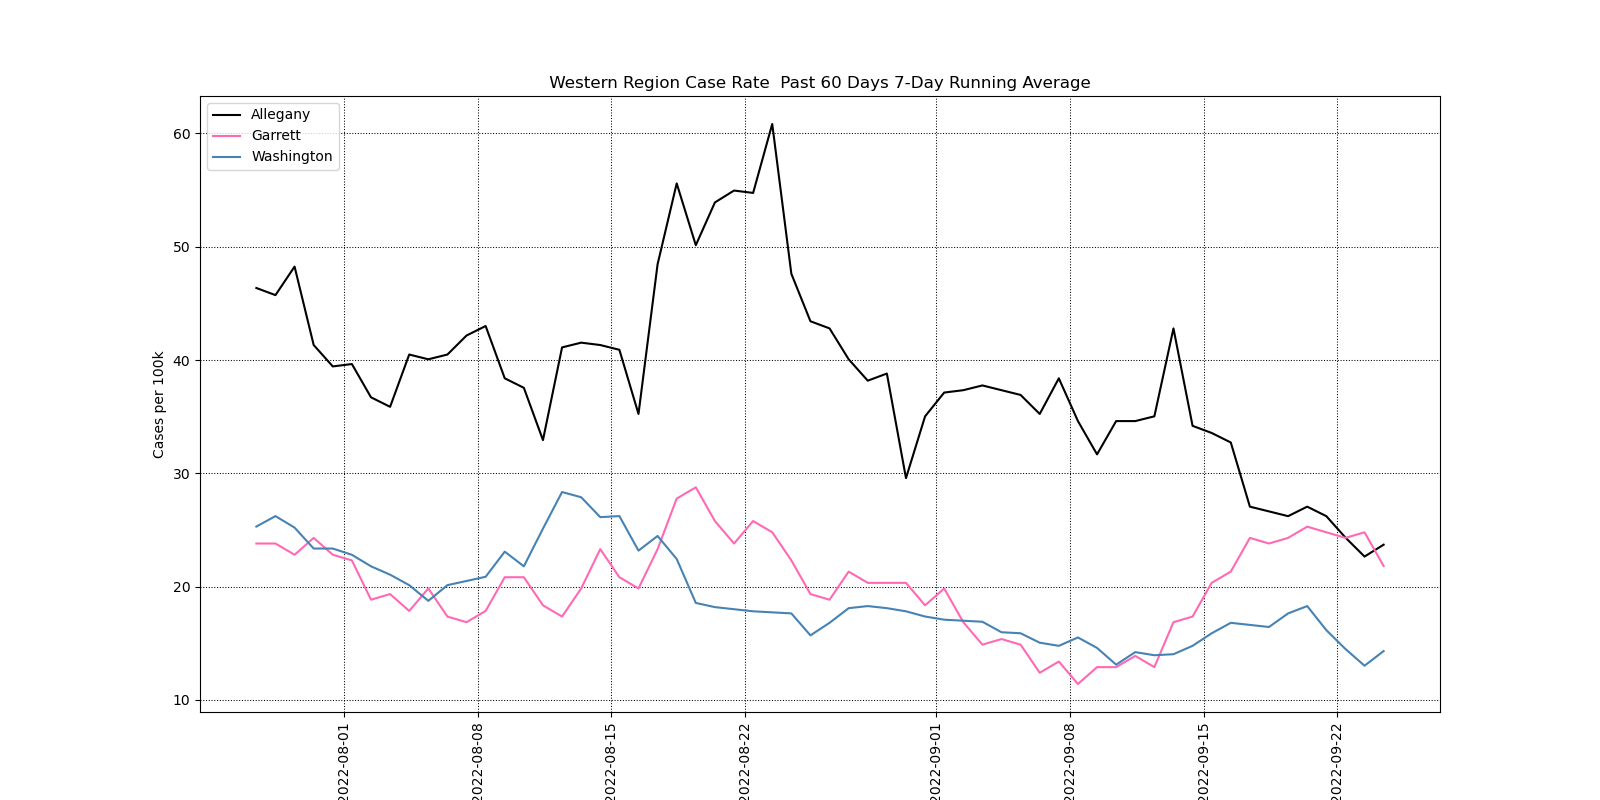 Western Region Case Rate  Past 60 Days 7-Day Running Average
Allegany
Garrett
Washington
Cases per 100k
60
50
40
30
20
10
2022-08-01
2022-08-08
2022-08-15
2022-08-22
2022-09-01
2022-09-08
2022-09-15
2022-09-22